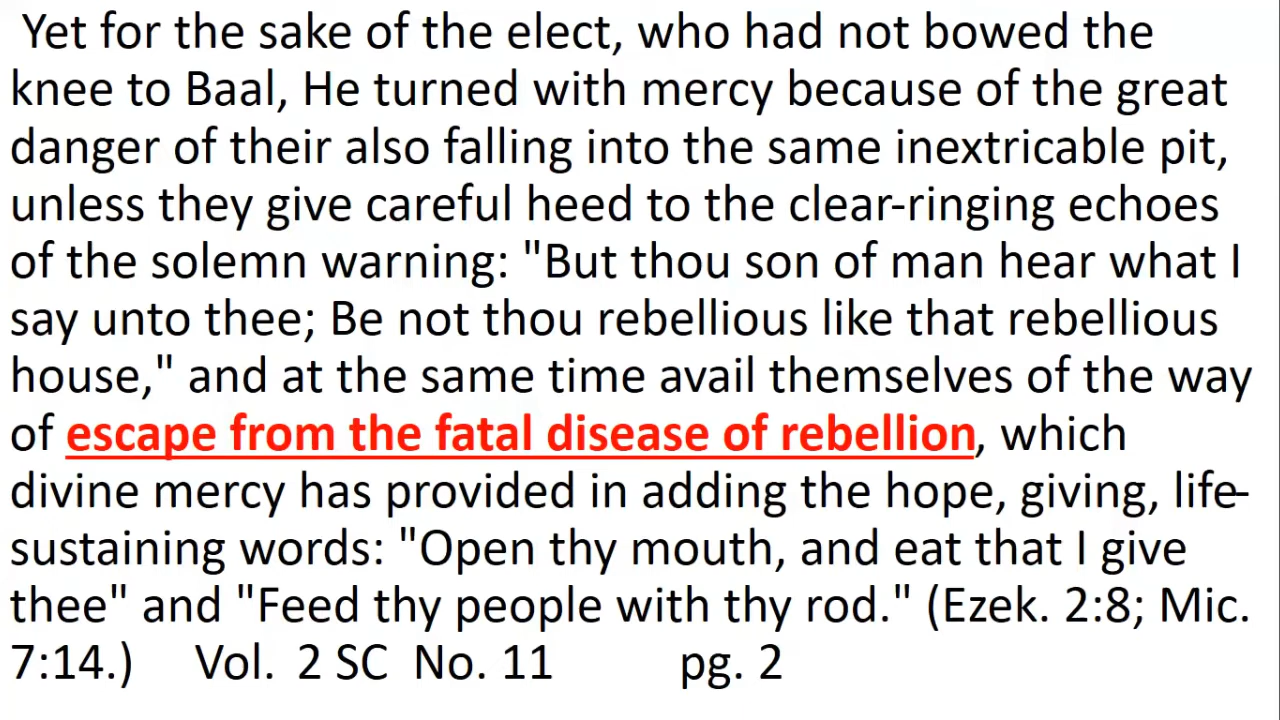 Yet for the sake of the elect, who had not bowed the
knee to Baal, He turned with mercy because of the great
danger of their also falling into the same inextricable pit,
unless they give careful heed to the clear-ringing echoes
of the solemn warning: "But thou son of man hear what I
say unto thee; Be not thou rebellious like that rebellious
house," and at the same time avail themselves of the way
of escape from the fatal disease of rebellion, which
divine mercy has provided in adding the hope, giving, life-
sustaining words: "Open thy mouth, and eat that I give
thee" and "Feed thy people with thy rod." (Ezek. 2:8; Mic.
7:14.) Vol. 2 SC No. 11 pg. 2